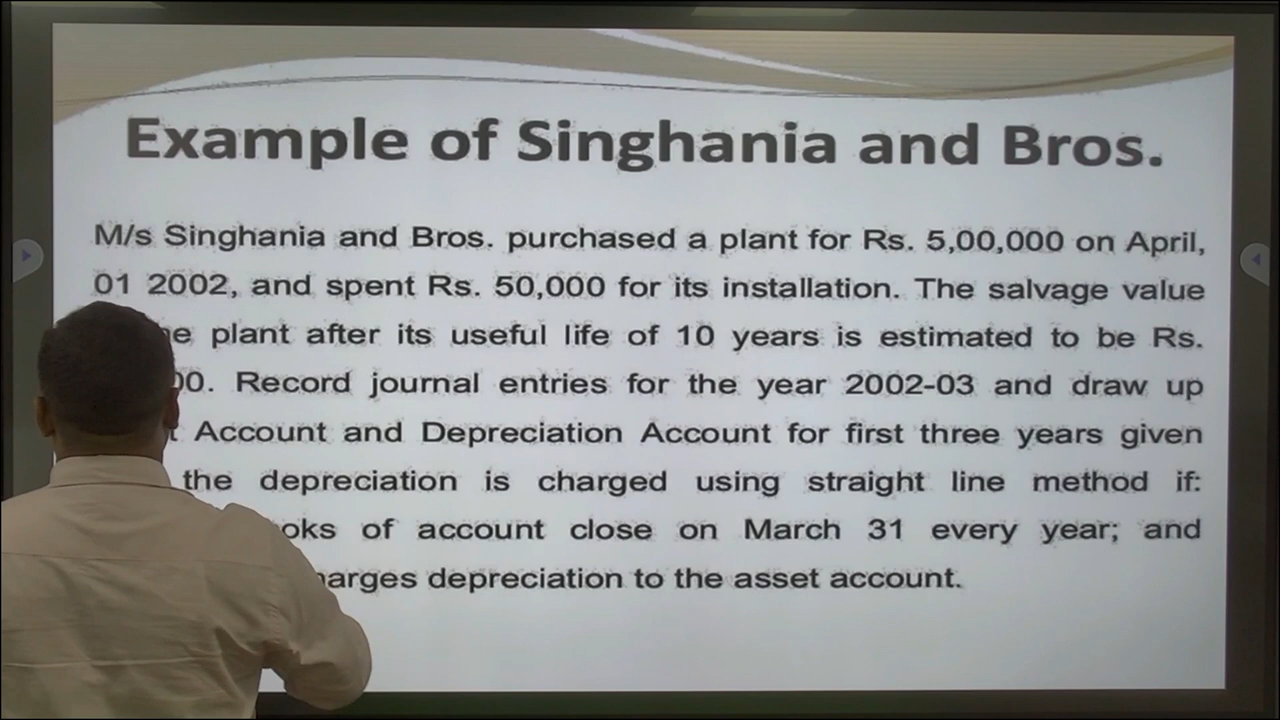 Example of Singhania and Bros.
M/s Singhania and Bros. purchased a plant for Rs. 5,00,000 on April,
01 2002, and spent Rs. 50,000 for its installation. The salvage value
plant after its useful life of 10 years is estimated to be Rs.
Record journal entries for the year 2002-03 and draw up
Account and Depreciation Account for first three years given
the depreciation is charged using straight line method if:
of account close on March 31 every year; and
depreciation to the asset account.